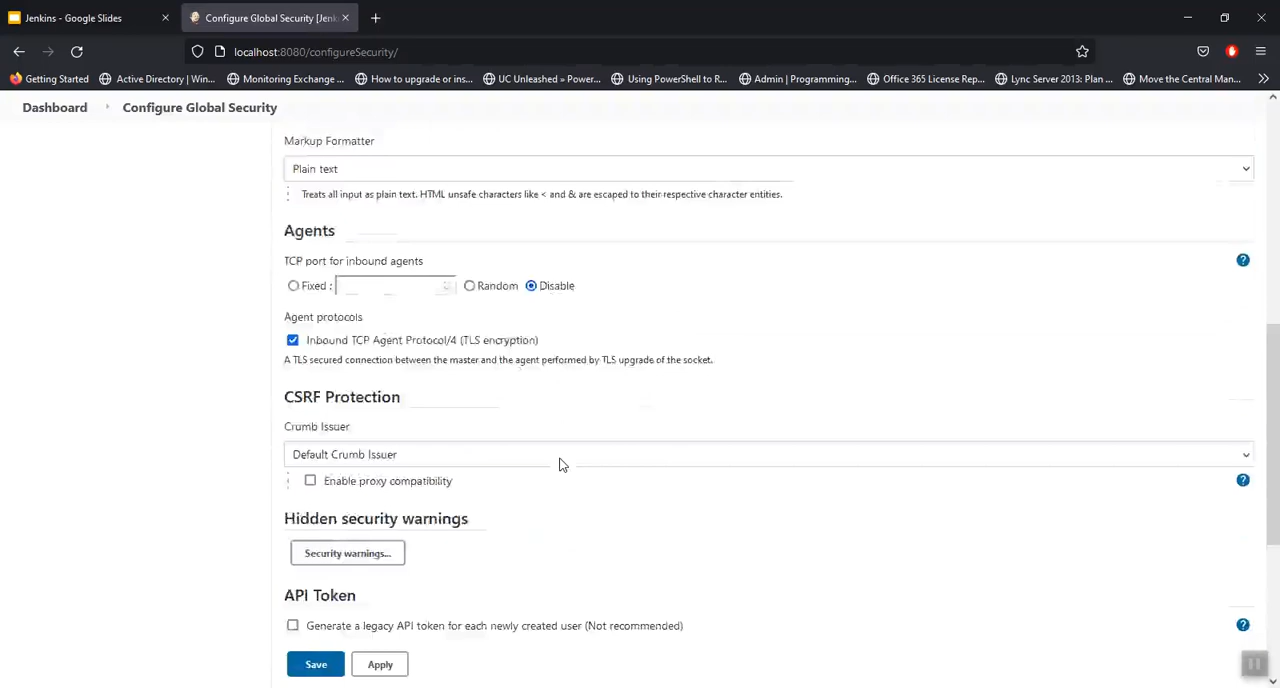 Jenkins - Google Slides
Configure Global Security [Jenk
localhost:8080/configureSecurity/
Getting Started
Active Directory | Win...
Monitoring Exchange ...
How to upgrade or ins...
UC Unleashed » Power...
Using PowerShell to R...
Admin | Programming...
Office 365 License Rep...
Lync Server 2013: Plan ...
Move the Central Man...
Dashboard
Configure Global Security
Markup Formatter
Plain text
Treats all input as plain text. HTML unsafe characters like < and & are escaped to their respective character entities.
Agents
TCP port for inbound agents
Fixed :
Random
Disable
Agent protocols
Inbound TCP Agent Protocol/4 (TLS encryption)
A TLS secured connection between the master and the agent performed by TLS upgrade of the socket.
CSRF Protection
Crumb Issuer
Default Crumb Issuer
Enable proxy compatibility
Hidden security warnings
Security warnings...
API Token
Generate a legacy API token for each newly created user (Not recommended)
Save
Apply